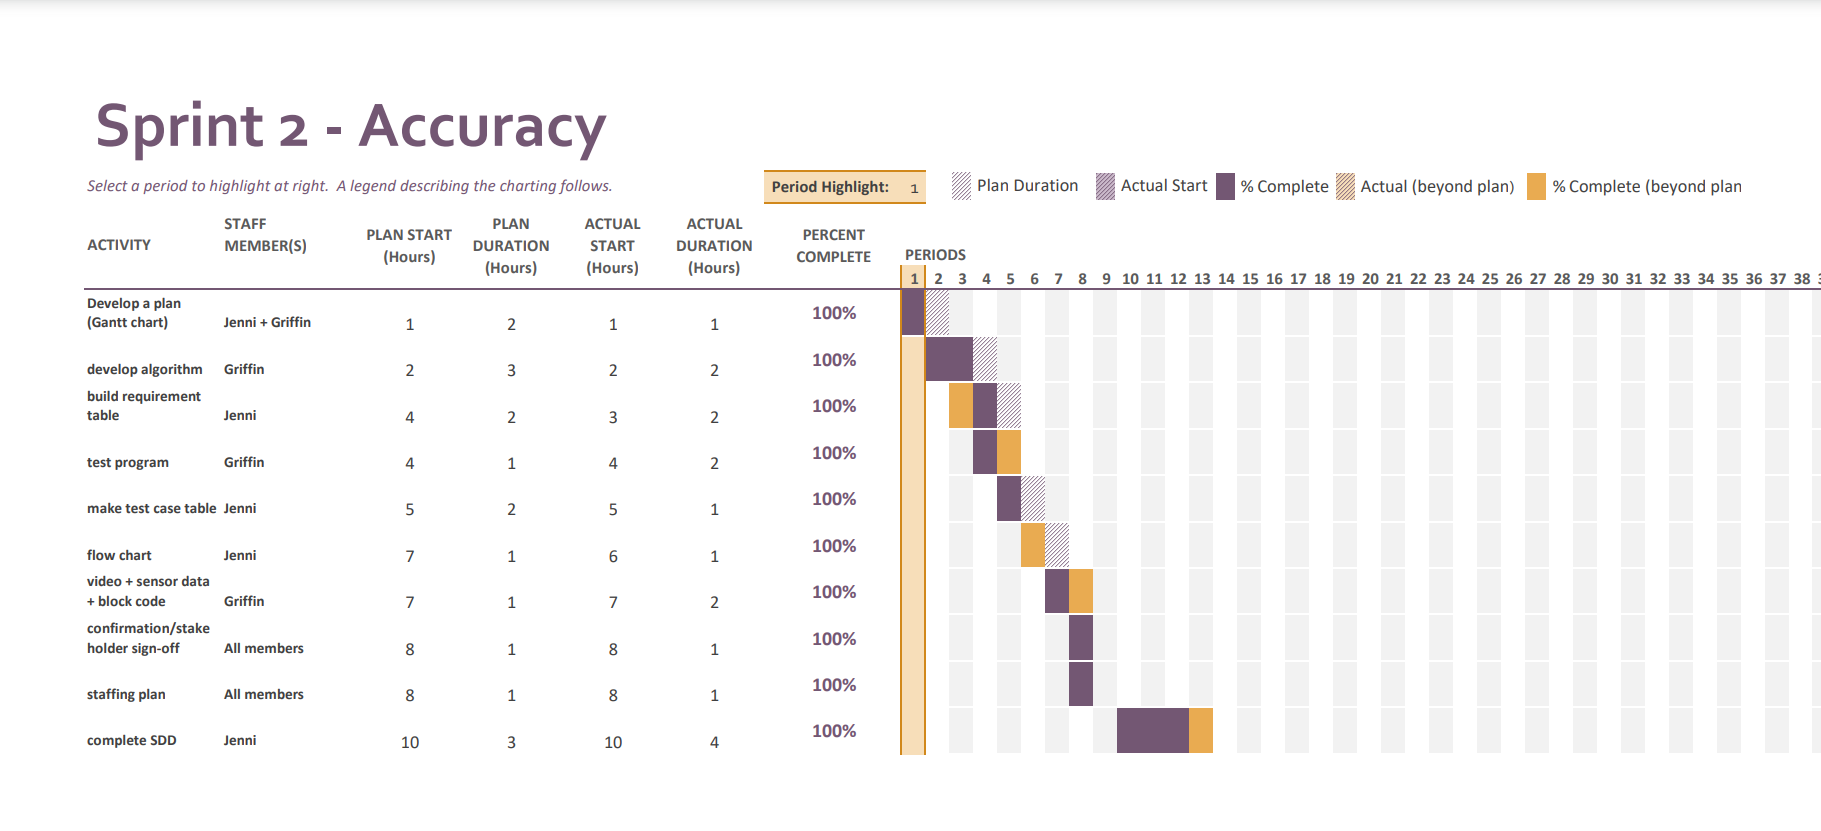 Sprint 2 - Accuracy
Select a period to highlight at right.  A legend describing the charting follows.
Period Highlight: 1
Plan Duration
Actual Start
% Complete
Actual (beyond plan)
% Complete (beyond plan
ACTIVITY
STAFF
MEMBER(S)
PLAN START
(Hours)
PLAN
DURATION
(Hours)
ACTUAL
START
(Hours)
ACTUAL
DURATION
(Hours)
PERCENT
COMPLETE
PERIODS
1 2 3 4 5 6 7 8 9 10 11 12 13 14 15 16 17 18 19 20 21 22 23 24 25 26 27 28 29 30 31 32 33 34 35 36 37 38
Develop a plan
(Gantt chart) Jenni + Griffin 1 2 1 1 100%
develop algorithm Griffin 2 3 2 2 100%
build requirement
table Jenni 4 2 3 2 100%
test program Griffin 4 1 4 2 100%
make test case table Jenni 5 2 5 1 100%
flow chart Jenni 7 1 6 1 100%
video + sensor data
+ block code Griffin 7 1 7 2 100%
confirmation/stake
holder sign-off All members 8 1 8 1 100%
staffing plan All members 8 1 8 1 100%
complete SDD Jenni 10 3 10 4 100%